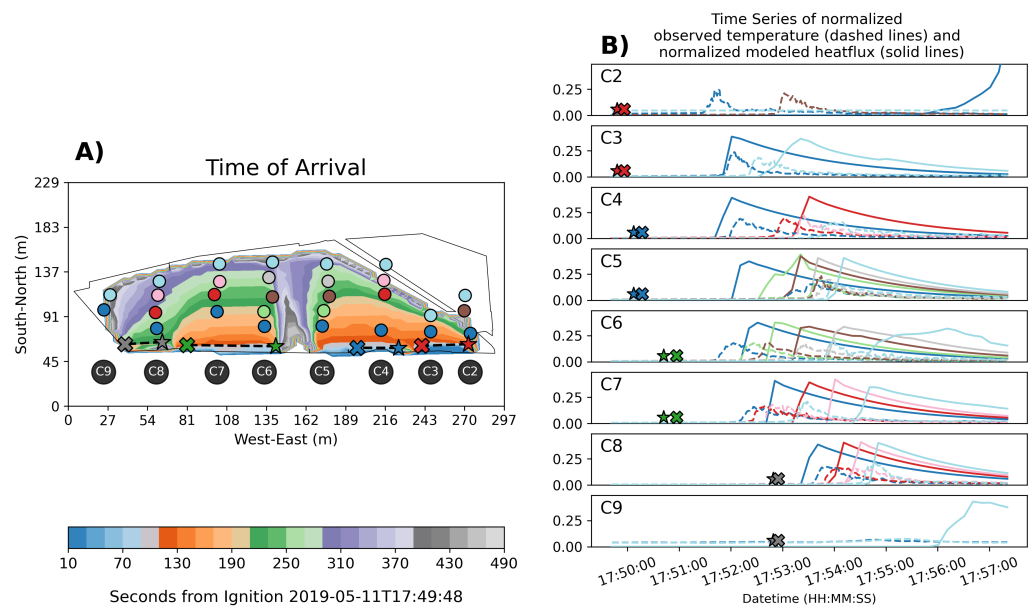 A)
Time of Arrival
229
183
137
91
45
0
South-North (m)
C9
C8
C7
C6
C5
C4
C3
C2
0 27 54 81 108 135 162 189 216 243 270 297
West-East (m)
10 70 130 190 250 310 370 430 490
Seconds from Ignition 2019-05-11T17:49:48
B)
Time Series of normalized
observed temperature (dashed lines) and
normalized modeled heatflux (solid lines)
C2
0.25
0.00
C3
0.25
0.00
C4
0.25
0.00
C5
0.25
0.00
C6
0.25
0.00
C7
0.25
0.00
C8
0.25
0.00
C9
0.25
0.00
17:50:00 17:51:00 17:52:00 17:53:00 17:54:00 17:55:00 17:56:00 17:57:00
Datetime (HH:MM:SS)